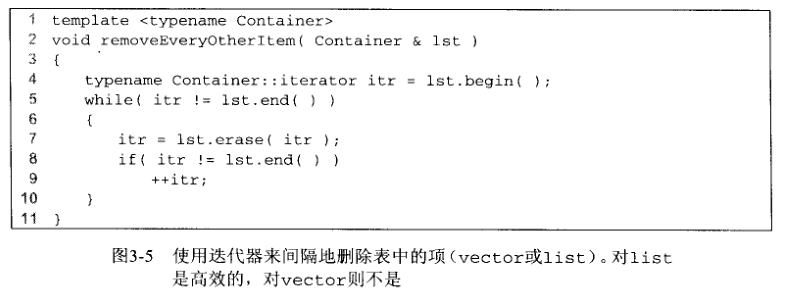 1 template <typename Container>
2 void removeEveryOtherItem( Container & lst )
3 {
4     typename Container::iterator itr = lst.begin( );
5     while( itr != lst.end( ) )
6     {
7         itr = lst.erase( itr );
8         if( itr != lst.end( ) )
9             ++itr;
10     }
11 }
图3-5 使用迭代器来间隔地删除表中的项(vector或list)。对list
是高效的，对vector则不是